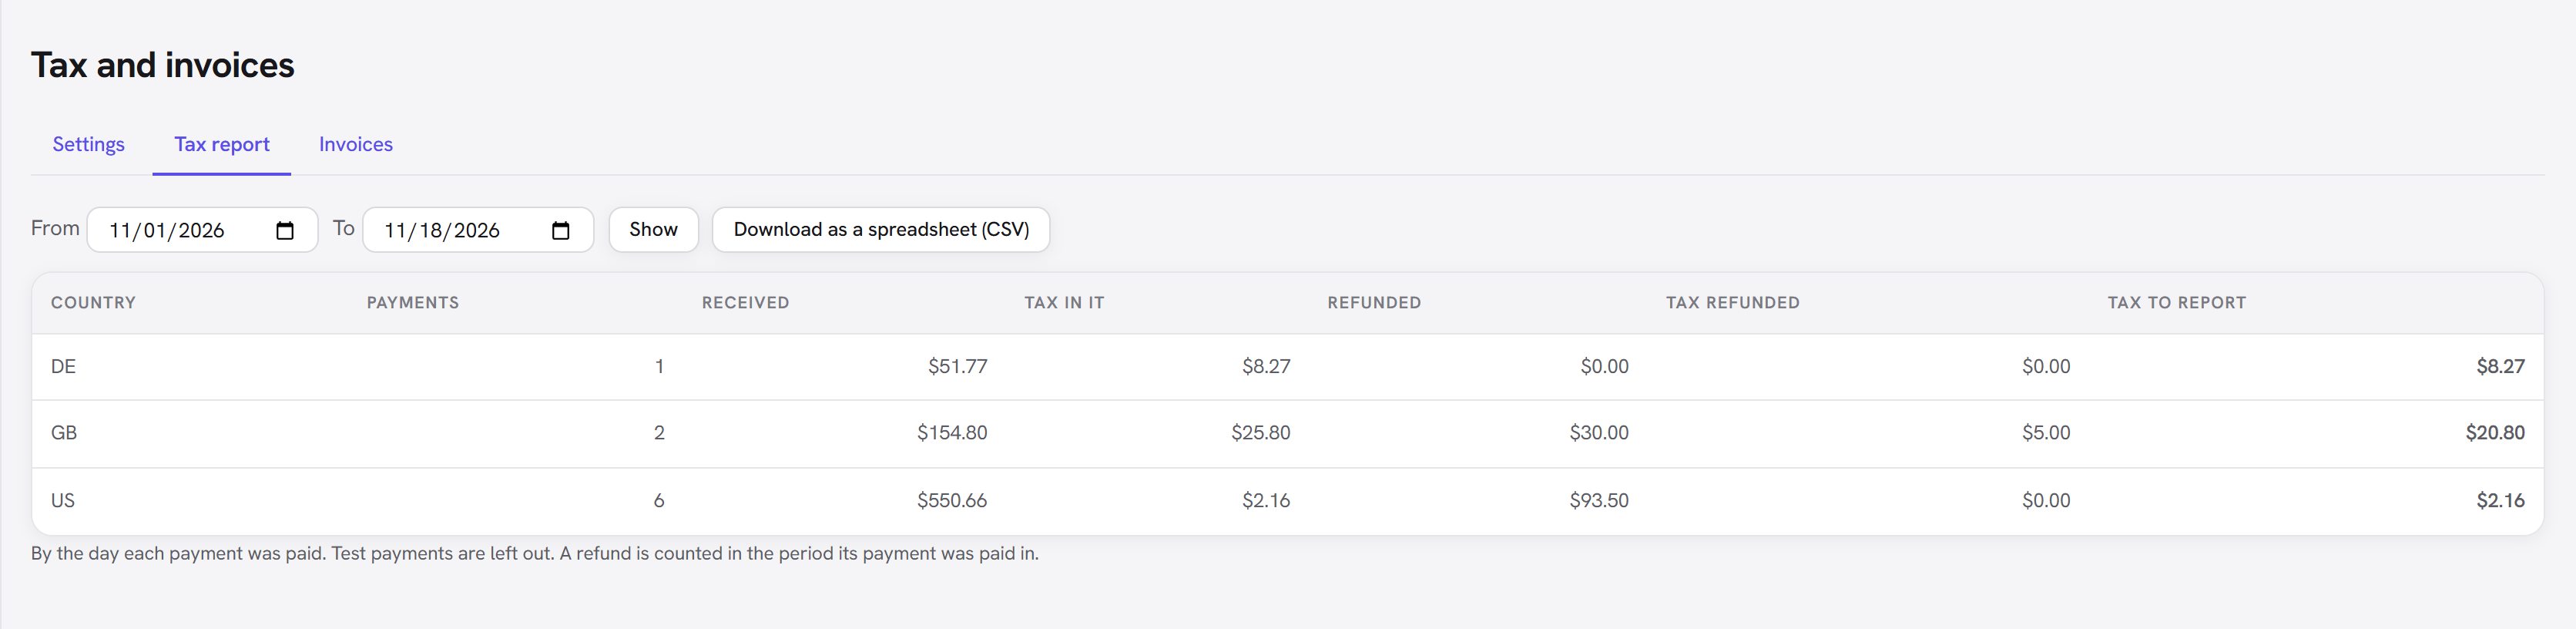 Tax and invoices
Settings Tax report Invoices
From 11/01/2026 To 11/18/2026 Show Download as a spreadsheet (CSV)
COUNTRY PAYMENTS RECEIVED TAX IN IT REFUNDED TAX REFUNDED TAX TO REPORT
DE 1 $51.77 $8.27 $0.00 $0.00 $8.27
GB 2 $154.80 $25.80 $30.00 $5.00 $20.80
US 6 $550.66 $2.16 $93.50 $0.00 $2.16
By the day each payment was paid. Test payments are left out. A refund is counted in the period its payment was paid in.